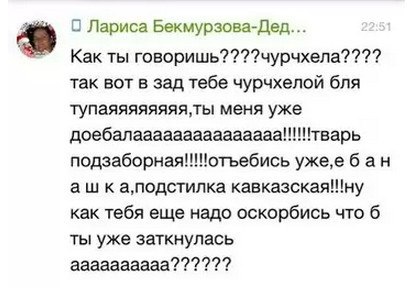 Лариса Бекмурзова-Дед...
22:51
Как ты говоришь????чурчхела????
так вот в зад тебе чурчхелой бля
тупаяяяяяяяя,ты меня уже
доебалааааааааааааааа!!!!!!тварь
подзаборная!!!!!отъебись уже,е б а н а
ш к а,подстилка кавказская!!!ну
как тебя еще надо оскорбись что б
ты уже заткнулась
аааааааааа??????